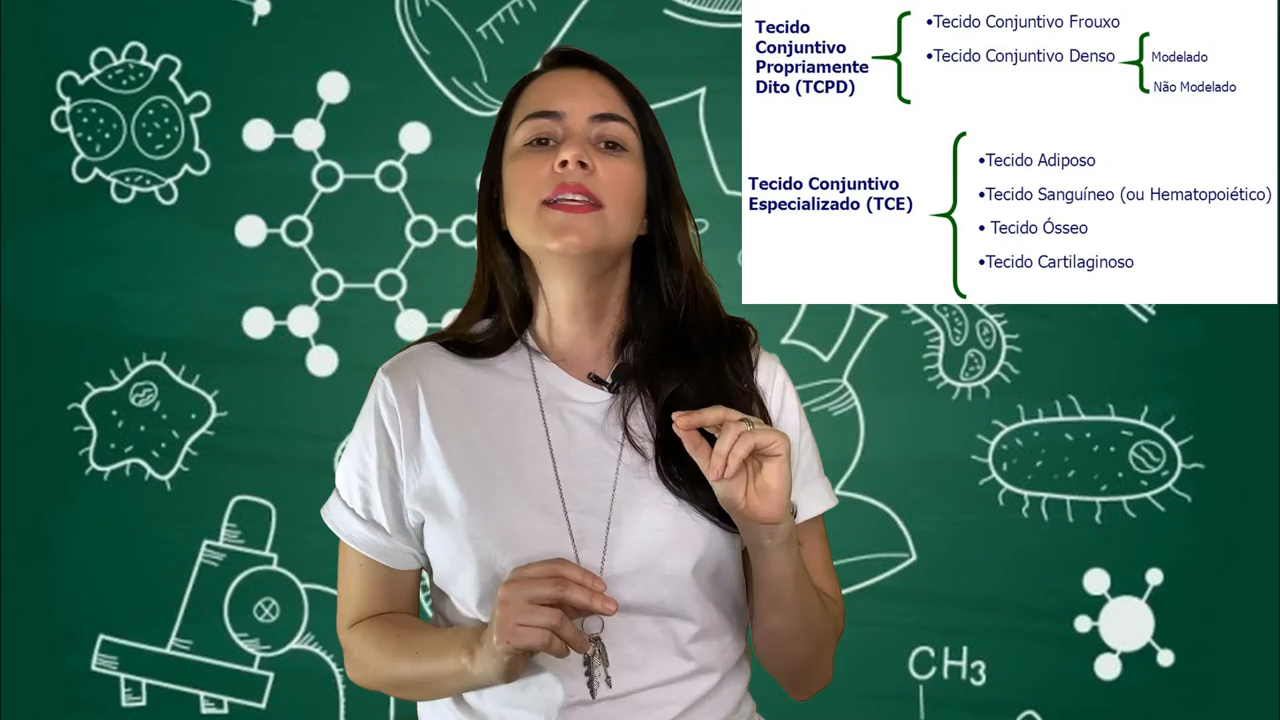 Tecido
Conjuntivo
Propriamente
Dito (TCPD)
•Tecido Conjuntivo Frouxo
•Tecido Conjuntivo Denso
Modelado
Não Modelado
Tecido Conjuntivo
Especializado (TCE)
•Tecido Adiposo
•Tecido Sanguíneo (ou Hematopoiético)
• Tecido Ósseo
•Tecido Cartilaginoso
CH3